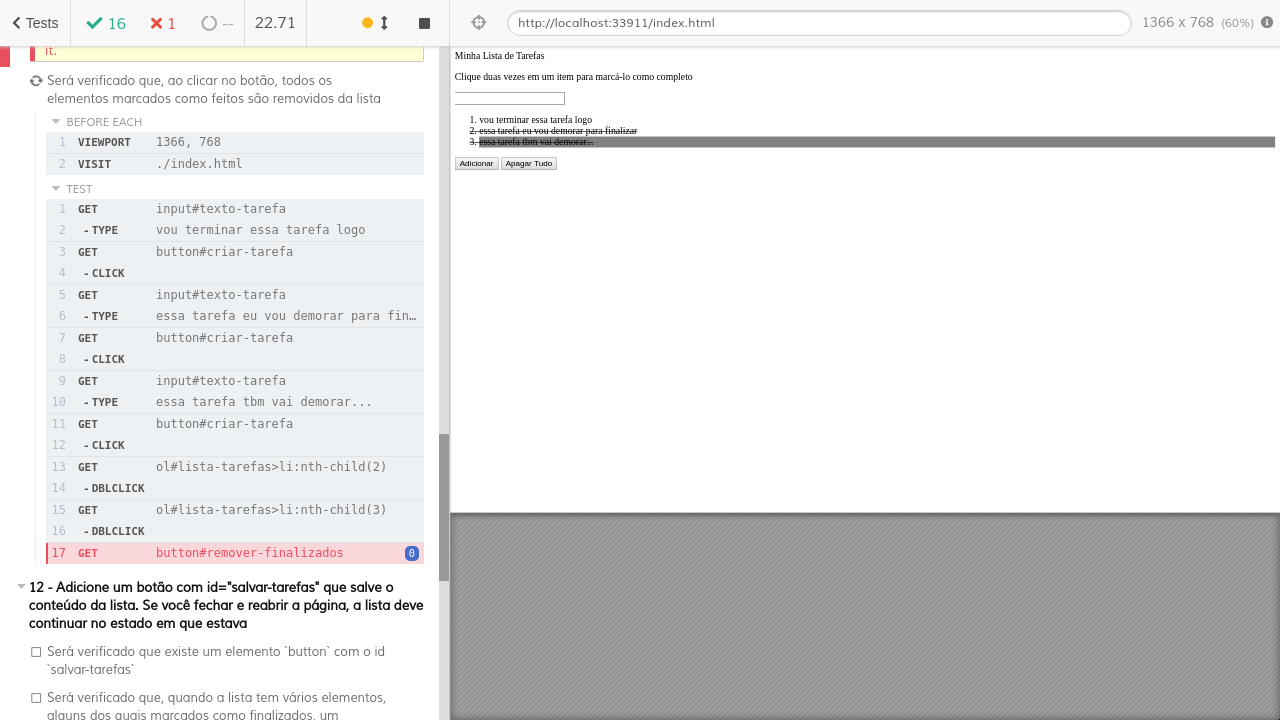 Tests
16
1
--
22.71
http://localhost:33911/index.html
1366 x 768 (60%)
it.
Será verificado que, ao clicar no botão, todos os
elementos marcados como feitos são removidos da lista
BEFORE EACH
1 VIEWPORT 1366, 768
2 VISIT ./index.html
TEST
1 GET input#texto-tarefa
2 -TYPE vou terminar essa tarefa logo
3 GET button#criar-tarefa
4 -CLICK
5 GET input#texto-tarefa
6 -TYPE essa tarefa eu vou demorar para fin…
7 GET button#criar-tarefa
8 -CLICK
9 GET input#texto-tarefa
10 -TYPE essa tarefa tbm vai demorar...
11 GET button#criar-tarefa
12 -CLICK
13 GET ol#lista-tarefas>li:nth-child(2)
14 -DBLCLICK
15 GET ol#lista-tarefas>li:nth-child(3)
16 -DBLCLICK
17 GET button#remover-finalizados 0
12 - Adicione um botão com id="salvar-tarefas" que salve o
conteúdo da lista. Se você fechar e reabrir a página, a lista deve
continuar no estado em que estava
Será verificado que existe um elemento `button` com o id
`salvar-tarefas`
Será verificado que, quando a lista tem vários elementos,
alguns dos quais marcados como finalizados, um
Minha Lista de Tarefas
Clique duas vezes em um item para marcá-lo como completo
1. vou terminar essa tarefa logo
2. essa tarefa eu vou demorar para finalizar
3. essa tarefa tbm vai demorar...
Adicionar Apagar Tudo